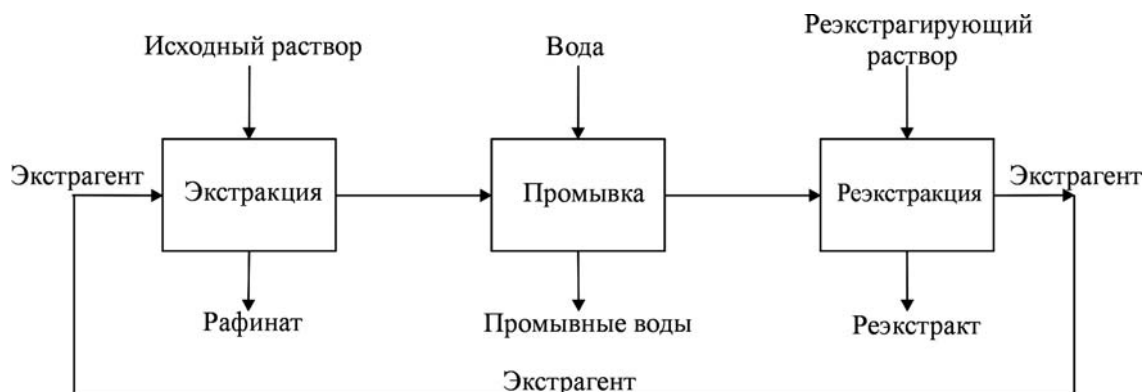 Исходный раствор
Вода
Реэкстрагирующий
раствор
Экстрагент
Экстракция
Промывка
Реэкстракция
Экстрагент
Рафинат
Промывные воды
Реэкстракт
Экстрагент